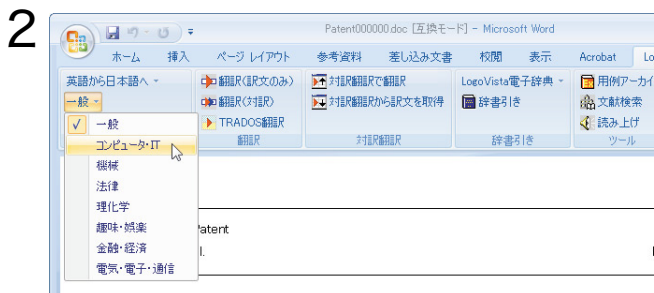 2
Patent000000.doc [互換モード] - Microsoft Word
ホーム 挿入 ページ レイアウト 参考資料 差し込み文書 校閲 表示 Acrobat Lo
英語から日本語へ 翻訳(訳文のみ) 対訳翻訳で翻訳 LogoVista電子辞典 用例アーカイ
一般 翻訳(対訳) 対訳翻訳から訳文を取得 辞書引き 文献検索
一般 TRADOS翻訳 読み上げ
コンピュータ・IT 翻訳 対訳翻訳 辞書引き ツール
機械
法律
理化学
趣味・娯楽 Patent
金融・経済 l.
電気・電子・通信